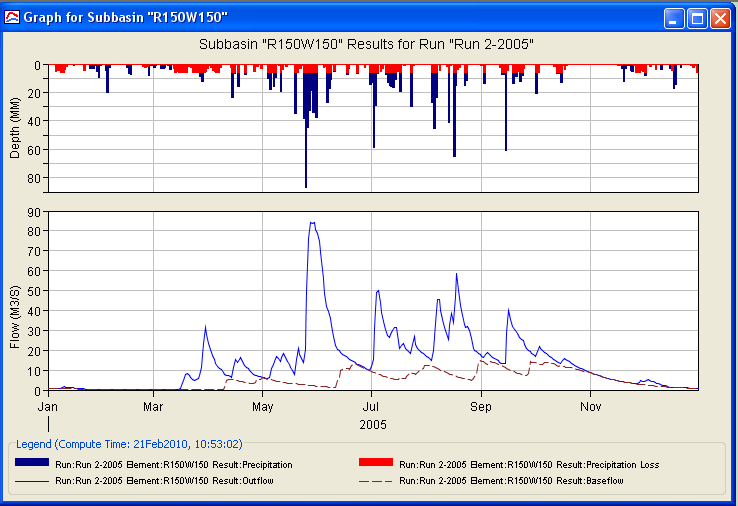 Graph for Subbasin "R150W150"
Subbasin "R150W150" Results for Run "Run 2-2005"
Depth (MM)
0
20
40
60
80
Flow (M3/S)
90
80
70
60
50
40
30
20
10
0
Jan Mar May Jul Sep Nov
2005
Legend (Compute Time: 21Feb2010, 10:53:02)
Run:Run 2-2005 Element:R150W150 Result:Precipitation Run:Run 2-2005 Element:R150W150 Result:Precipitation Loss
Run:Run 2-2005 Element:R150W150 Result:Outflow Run:Run 2-2005 Element:R150W150 Result:Baseflow